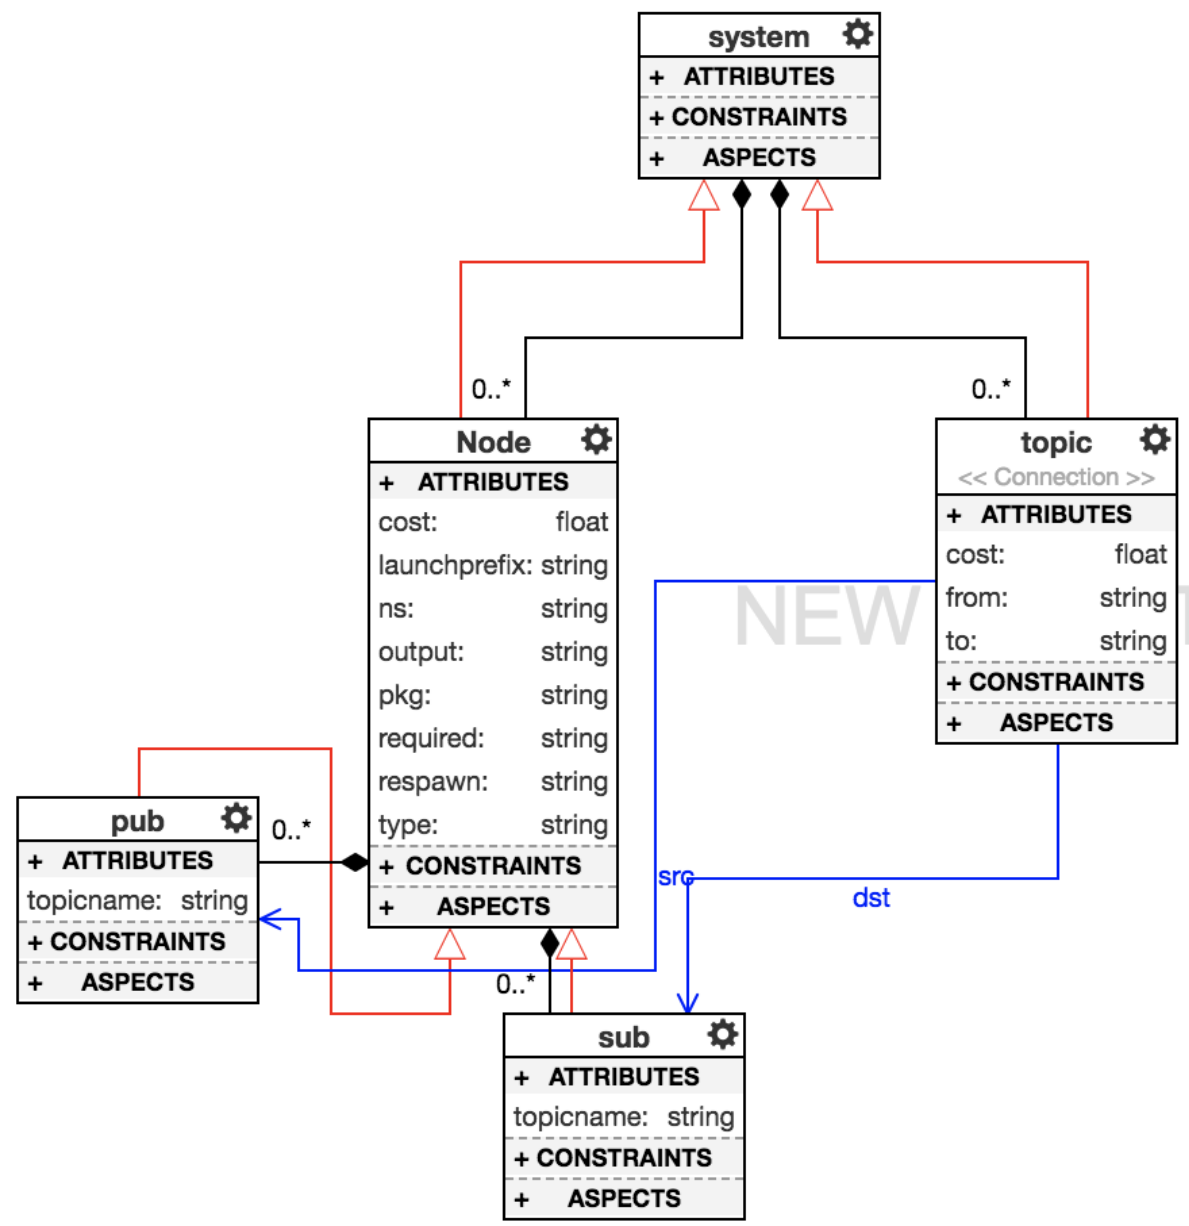 system
+ ATTRIBUTES
+ CONSTRAINTS
+ ASPECTS
0..*
0..*
Node
+ ATTRIBUTES
cost: float
launchprefix: string
ns: string
output: string
pkg: string
required: string
respawn: string
type: string
+ CONSTRAINTS
+ ASPECTS
topic
<< Connection >>
+ ATTRIBUTES
cost: float
from: string
to: string
+ CONSTRAINTS
+ ASPECTS
NEW
pub
+ ATTRIBUTES
topicname: string
+ CONSTRAINTS
+ ASPECTS
0..*
src
dst
0..*
sub
+ ATTRIBUTES
topicname: string
+ CONSTRAINTS
+ ASPECTS